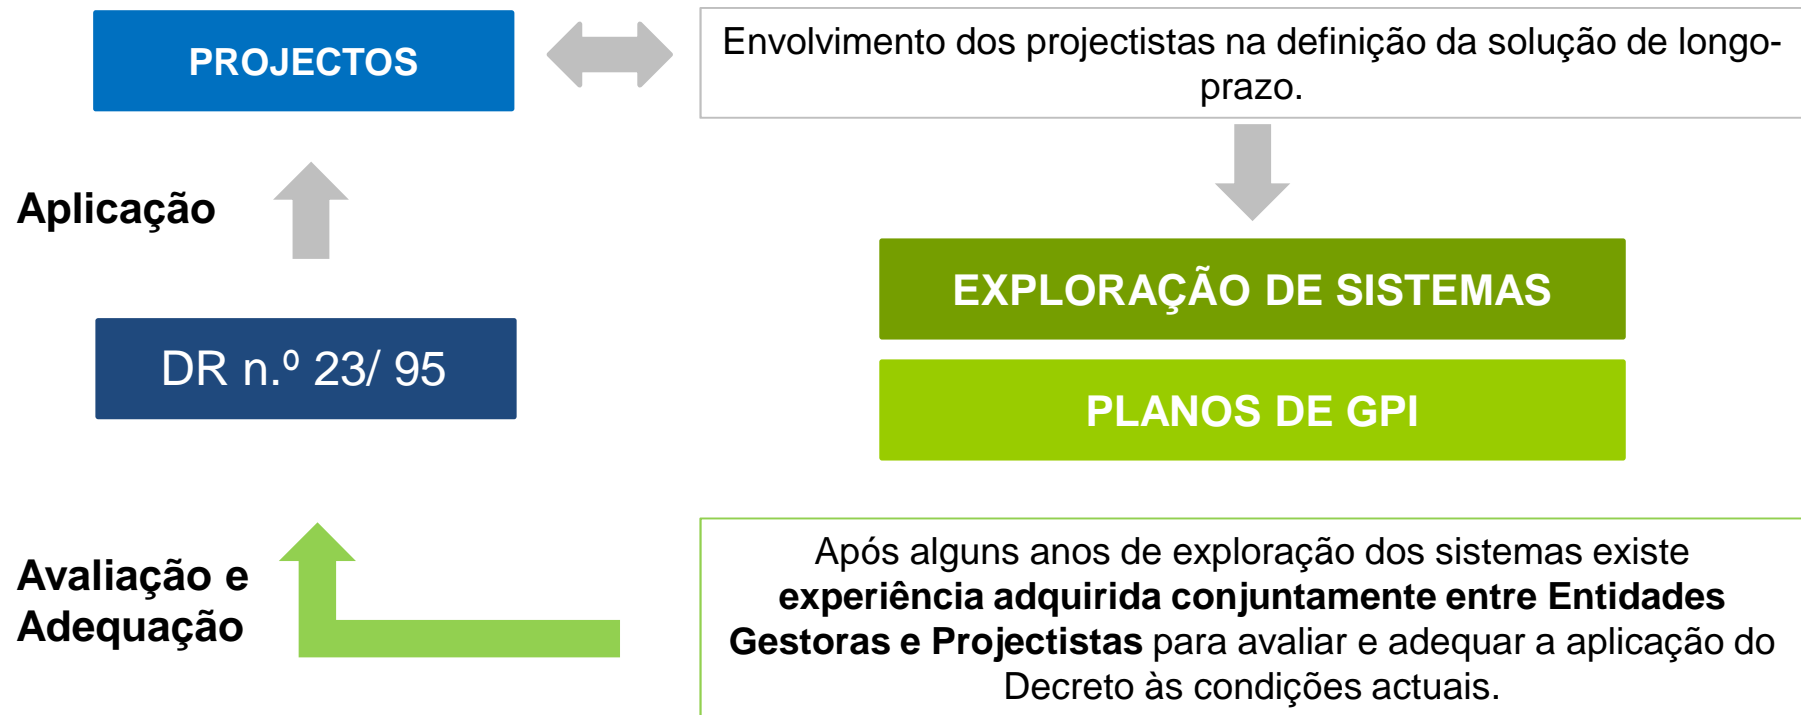 PROJECTOS
Envolvimento dos projectistas na definição da solução de longo-
prazo.
Aplicação
EXPLORAÇÃO DE SISTEMAS
DR n.º 23/ 95
PLANOS DE GPI
Avaliação e
Adequação
Após alguns anos de exploração dos sistemas existe
experiência adquirida conjuntamente entre Entidades
Gestoras e Projectistas para avaliar e adequar a aplicação do
Decreto às condições actuais.